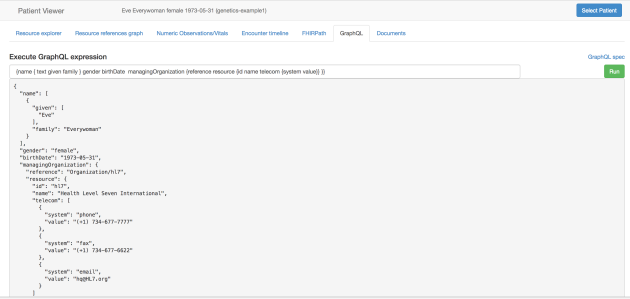 Patient Viewer
Eve Everywoman female 1973-05-31 (genetics-example1)
Select Patient
Resource explorer
Resource references graph
Numeric Observations/Vitals
Encounter timeline
FHIRPath
GraphQL
Documents
Execute GraphQL expression
GraphQL spec
{name { text given family } gender birthDate managingOrganization {reference resource {id name telecom {system value}} }}
Run
{
"name": [
{
"given": [
"Eve"
],
"family": "Everywoman"
}
],
"gender": "female",
"birthDate": "1973-05-31",
"managingOrganization": {
"reference": "Organization/hl7",
"resource": {
"id": "hl7",
"name": "Health Level Seven International",
"telecom": [
{
"system": "phone",
"value": "(+1) 734-677-7777"
},
{
"system": "fax",
"value": "(+1) 734-677-6622"
},
{
"system": "email",
"value": "hq@HL7.org"
}
]